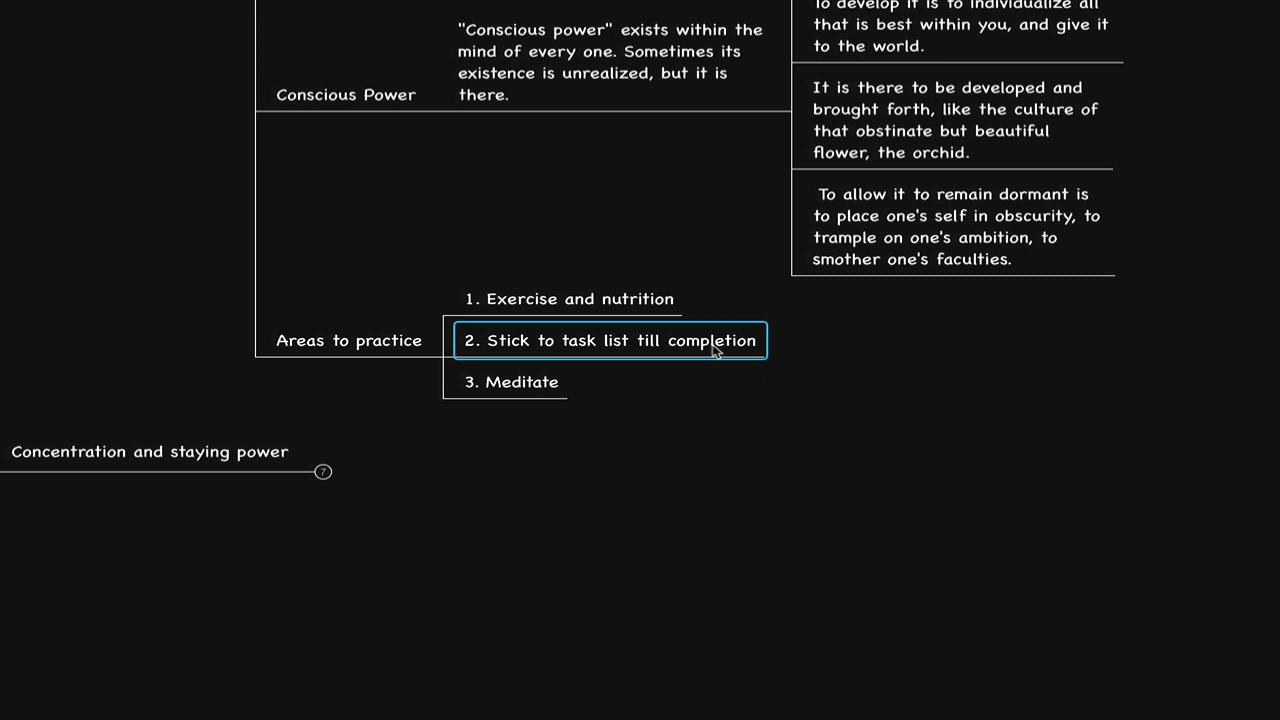 To develop it is to individualize all
that is best within you, and give it
to the world.
"Conscious power" exists within the
mind of every one. Sometimes its
existence is unrealized, but it is
there.
Conscious Power
It is there to be developed and
brought forth, like the culture of
that obstinate but beautiful
flower, the orchid.
To allow it to remain dormant is
to place one's self in obscurity, to
trample on one's ambition, to
smother one's faculties.
Areas to practice
1. Exercise and nutrition
2. Stick to task list till completion
3. Meditate
Concentration and staying power
7